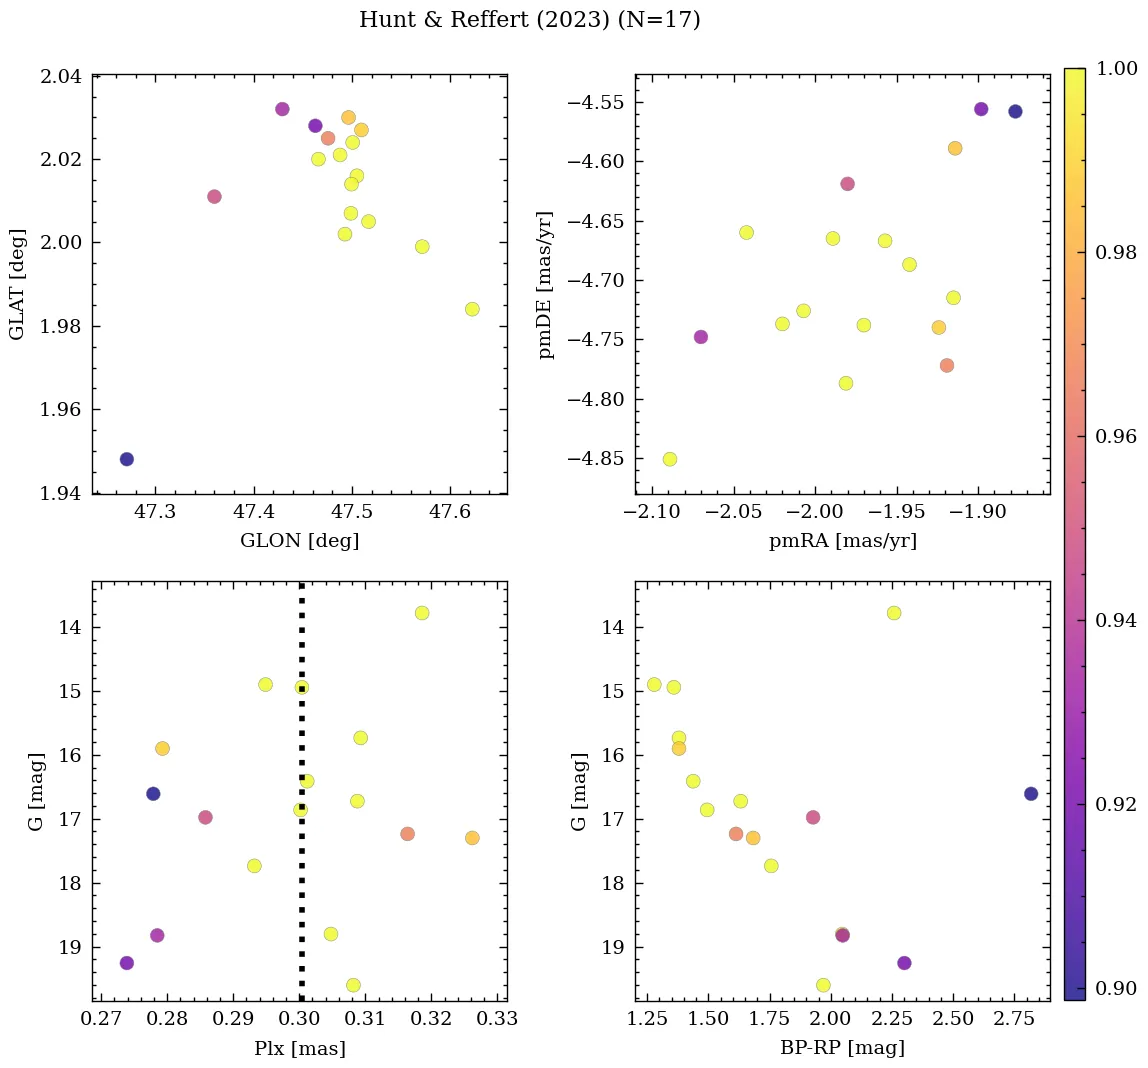 Hunt & Reffert (2023) (N=17)
2.04
2.02
2.00
1.98
1.96
1.94
GLAT [deg]
47.3 47.4 47.5 47.6
GLON [deg]
−4.55
−4.60
−4.65
−4.70
−4.75
−4.80
−4.85
pmDE [mas/yr]
−2.10 −2.05 −2.00 −1.95 −1.90
pmRA [mas/yr]
14
15
16
17
18
19
G [mag]
0.27 0.28 0.29 0.30 0.31 0.32 0.33
Plx [mas]
14
15
16
17
18
19
G [mag]
1.25 1.50 1.75 2.00 2.25 2.50 2.75
BP-RP [mag]
1.00
0.98
0.96
0.94
0.92
0.90